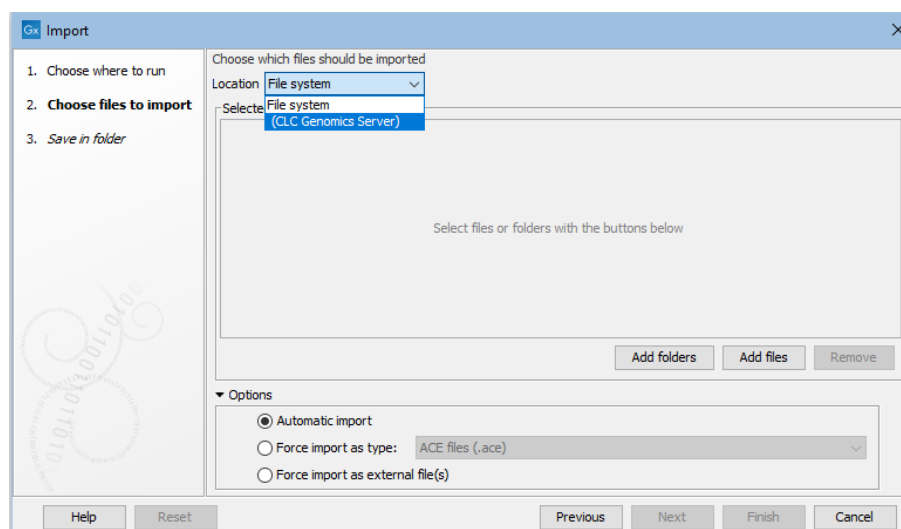 Gx Import
1. Choose where to run
2. Choose files to import
3. Save in folder
Choose which files should be imported
Location File system
Selecte
File system
(CLC Genomics Server)
Select files or folders with the buttons below
Add folders Add files Remove
Options
Automatic import
Force import as type: ACE files (.ace)
Force import as external file(s)
Help Reset Previous Next Finish Cancel